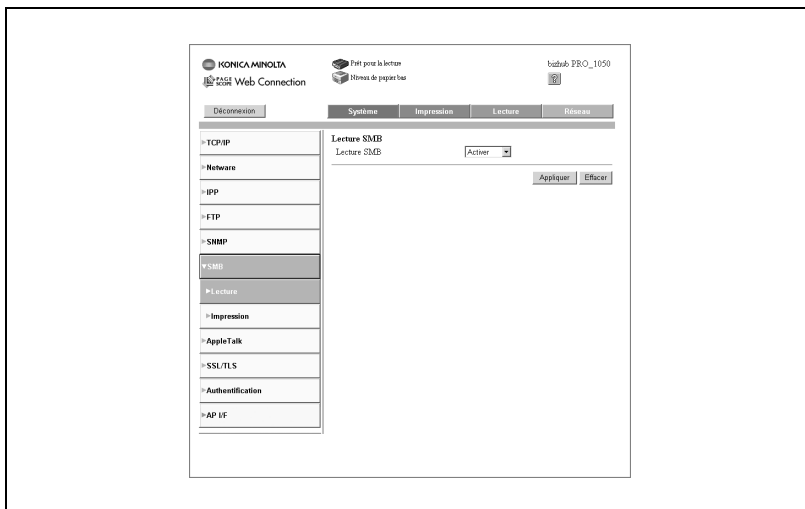 KONICA MINOLTA
PAGE SCOPE Web Connection
Prêt pour la lecture
Niveau de papier bas
bizhub PRO_1050
?
Déconnexion
Système
Impression
Lecture
Réseau
TCP/IP
Netware
IPP
FTP
SNMP
SMB
Lecture
Impression
AppleTalk
SSL/TLS
Authentification
AP I/F
Lecture SMB
Lecture SMB
Activer
Appliquer
Effacer